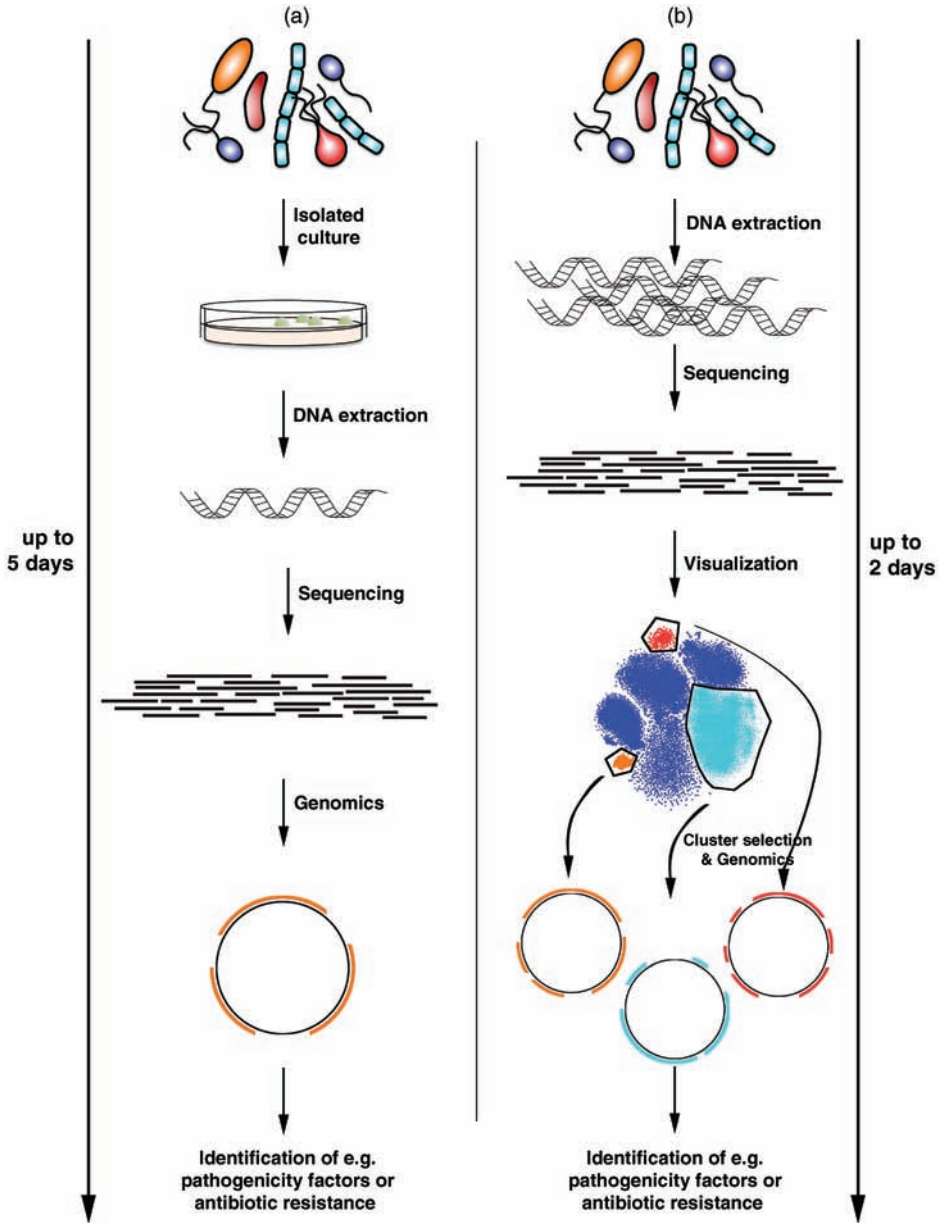 (a)
Isolated
culture
DNA extraction
Sequencing
Genomics
Identification of e.g.
pathogenicity factors or
antibiotic resistance
up to
5 days
(b)
DNA extraction
Sequencing
Visualization
Cluster selection
& Genomics
Identification of e.g.
pathogenicity factors or
antibiotic resistance
up to
2 days